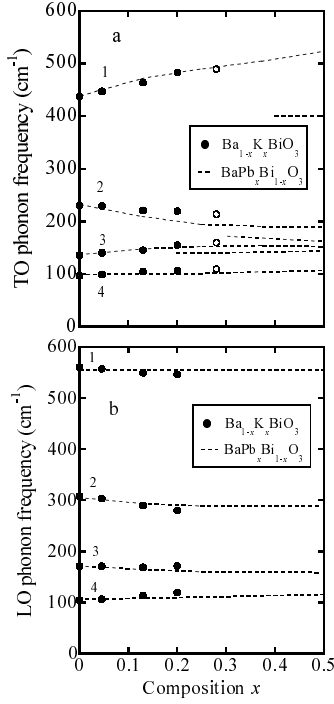 600
a
500
1
400
Ba1-xKxBiO3
BaPbxBi1-xO3
300
2
200
3
100
4
0
TO phonon frequency (cm-1)
600
1
b
500
Ba1-xKxBiO3
BaPbxBi1-xO3
400
2
300
3
200
4
100
0
LO phonon frequency (cm-1)
0 0.1 0.2 0.3 0.4 0.5
Composition x